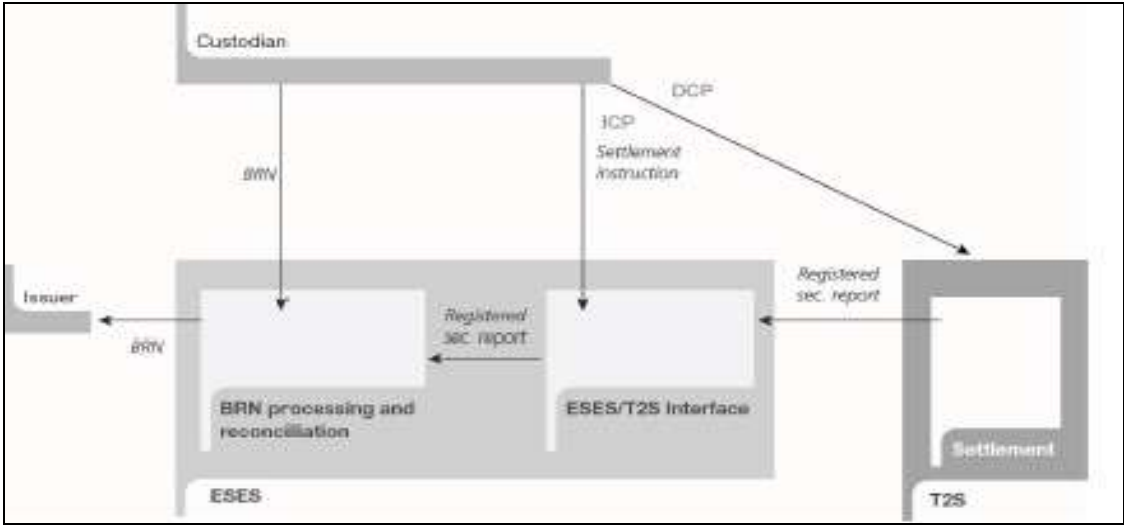 Custodian
DCP
ICP
Settlement
instruction
BRN
Registered
sec. report
Issuer
Registered
sec. report
BRN
BRN processing and
reconcilliation
ESES/T2S Interface
Settlement
ESES
T2S